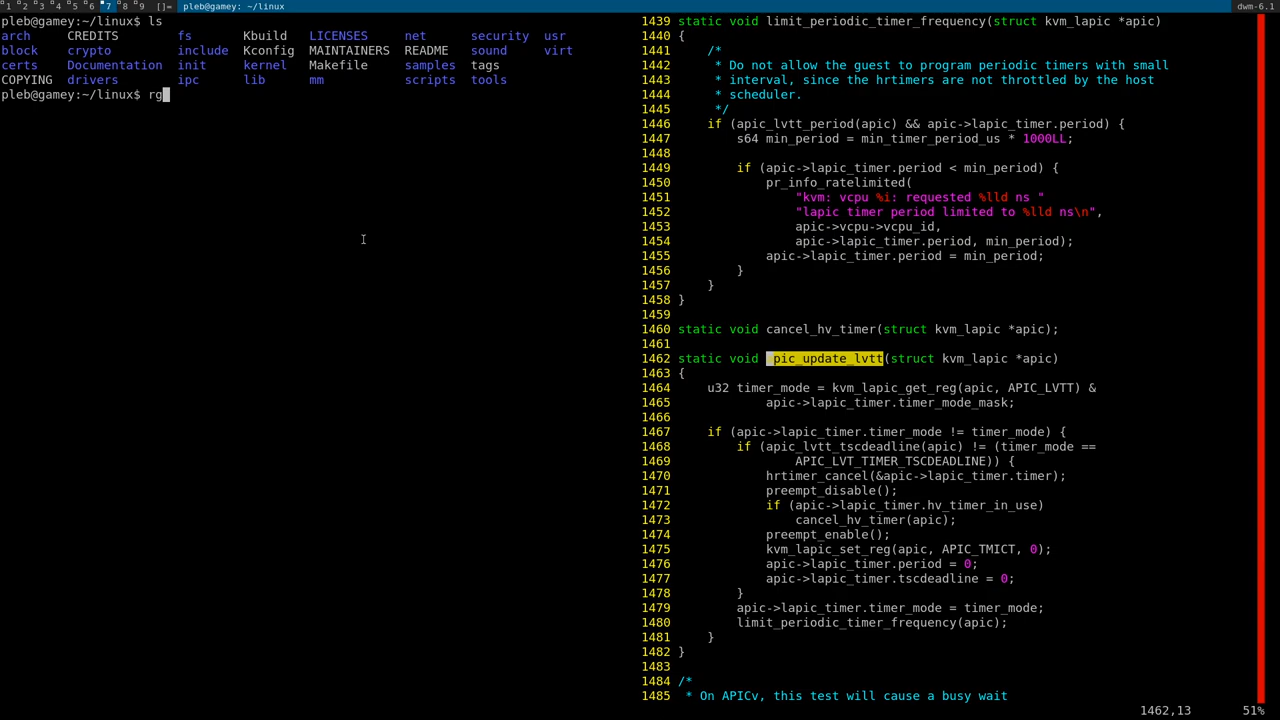 1 2 3 4 5 6 7 8 9 []= pleb@gamey: ~/linux dwm-6.1
pleb@gamey:~/linux$ ls
arch CREDITS fs Kbuild LICENSES net security usr
block crypto include Kconfig MAINTAINERS README sound virt
certs Documentation init kernel Makefile samples tags
COPYING drivers ipc lib mm scripts tools
pleb@gamey:~/linux$ rg
1439 static void limit_periodic_timer_frequency(struct kvm_lapic *apic)
1440 {
1441 /*
1442 * Do not allow the guest to program periodic timers with small
1443 * interval, since the hrtimers are not throttled by the host
1444 * scheduler.
1445 */
1446 if (apic_lvtt_period(apic) && apic->lapic_timer.period) {
1447 s64 min_period = min_timer_period_us * 1000LL;
1448
1449 if (apic->lapic_timer.period < min_period) {
1450 pr_info_ratelimited(
1451 "kvm: vcpu %i: requested %lld ns "
1452 "lapic timer period limited to %lld ns\n",
1453 apic->vcpu->vcpu_id,
1454 apic->lapic_timer.period, min_period);
1455 apic->lapic_timer.period = min_period;
1456 }
1457 }
1458 }
1459
1460 static void cancel_hv_timer(struct kvm_lapic *apic);
1461
1462 static void apic_update_lvtt(struct kvm_lapic *apic)
1463 {
1464 u32 timer_mode = kvm_lapic_get_reg(apic, APIC_LVTT) &
1465 apic->lapic_timer.timer_mode_mask;
1466
1467 if (apic->lapic_timer.timer_mode != timer_mode) {
1468 if (apic_lvtt_tscdeadline(apic) != (timer_mode ==
1469 APIC_LVT_TIMER_TSCDEADLINE)) {
1470 hrtimer_cancel(&apic->lapic_timer.timer);
1471 preempt_disable();
1472 if (apic->lapic_timer.hv_timer_in_use)
1473 cancel_hv_timer(apic);
1474 preempt_enable();
1475 kvm_lapic_set_reg(apic, APIC_TMICT, 0);
1476 apic->lapic_timer.period = 0;
1477 apic->lapic_timer.tscdeadline = 0;
1478 }
1479 apic->lapic_timer.timer_mode = timer_mode;
1480 limit_periodic_timer_frequency(apic);
1481 }
1482 }
1483
1484 /*
1485 * On APICv, this test will cause a busy wait
1462,13 51%